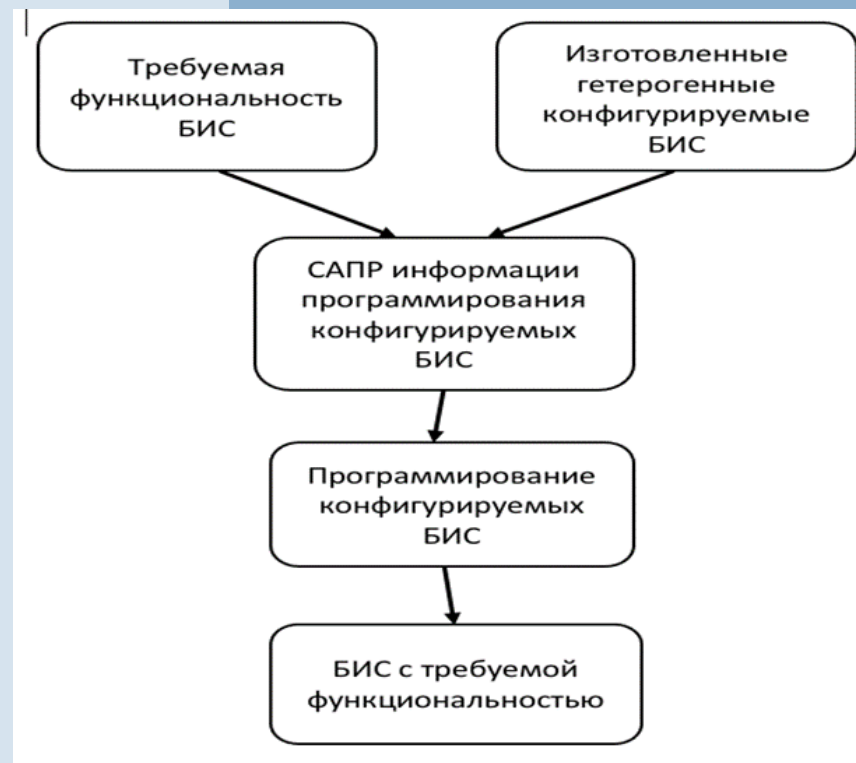 Требуемая
функциональность
БИС
Изготовленные
гетерогенные
конфигурируемые
БИС
САПР информации
программирования
конфигурируемых
БИС
Программирование
конфигурируемых
БИС
БИС с требуемой
функциональностью